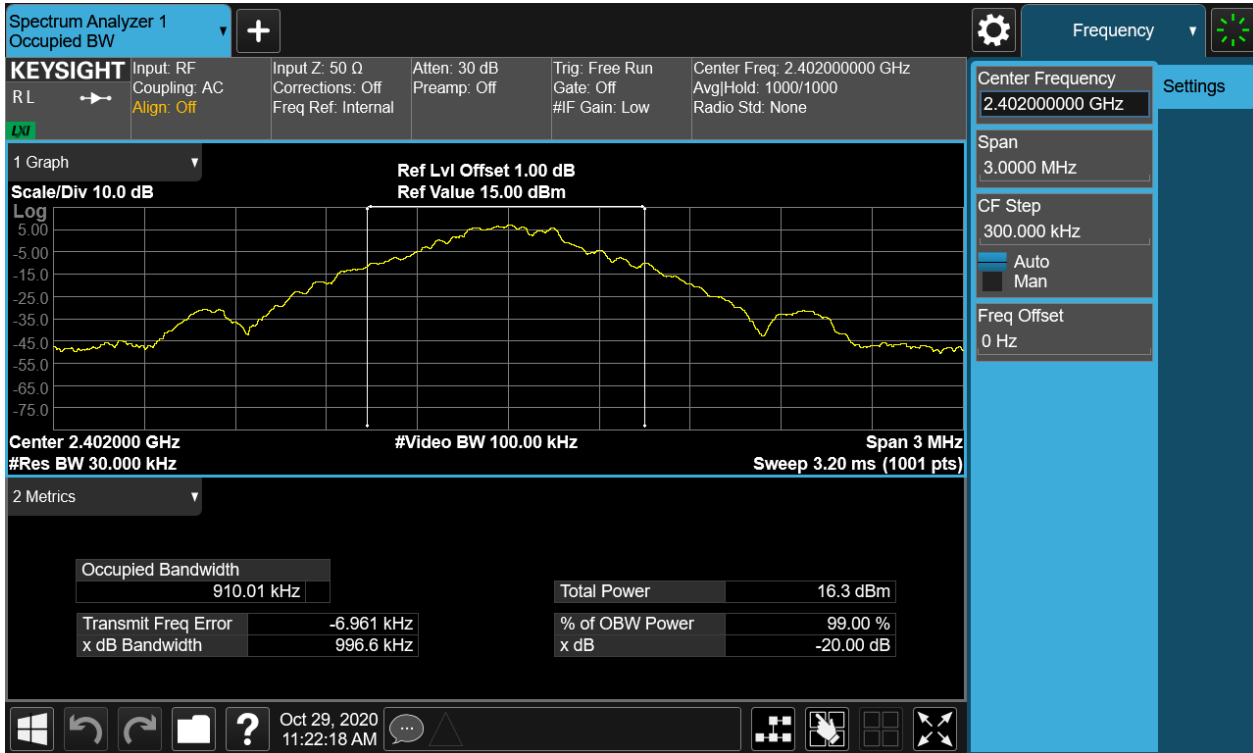 Spectrum Analyzer 1
Occupied BW
+
Frequency
KEYSIGHT
R L
LXI
Input: RF
Coupling: AC
Align: Off
Input Z: 50 Ω
Corrections: Off
Freq Ref: Internal
Atten: 30 dB
Preamp: Off
Trig: Free Run
Gate: Off
#IF Gain: Low
Center Freq: 2.402000000 GHz
Avg|Hold: 1000/1000
Radio Std: None
Center Frequency
2.402000000 GHz
Settings
Span
3.0000 MHz
CF Step
300.000 kHz
Auto
Man
Freq Offset
0 Hz
1 Graph
Scale/Div 10.0 dB
Ref Lvl Offset 1.00 dB
Ref Value 15.00 dBm
Log
5.00
-5.00
-15.0
-25.0
-35.0
-45.0
-55.0
-65.0
-75.0
Center 2.402000 GHz
#Video BW 100.00 kHz
Span 3 MHz
#Res BW 30.000 kHz
Sweep 3.20 ms (1001 pts)
2 Metrics
Occupied Bandwidth
910.01 kHz
Total Power 16.3 dBm
Transmit Freq Error -6.961 kHz
% of OBW Power 99.00 %
x dB Bandwidth 996.6 kHz
x dB -20.00 dB
?
Oct 29, 2020
11:22:18 AM